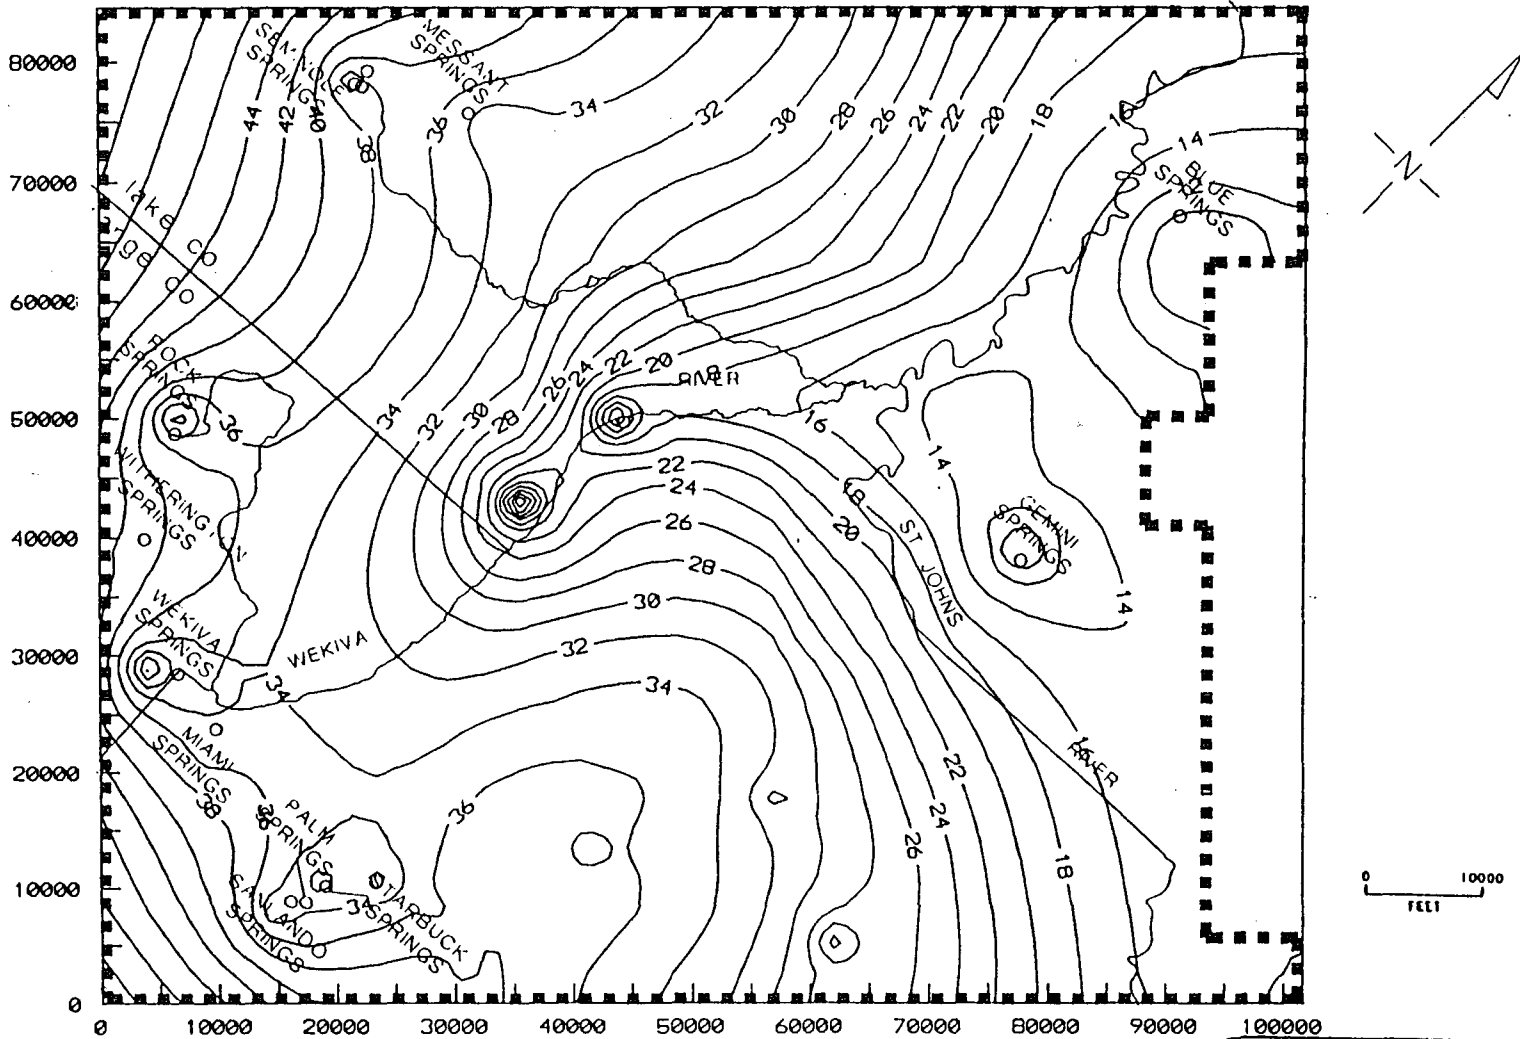 80000
70000
60000
50000
40000
30000
20000
10000
0
0 10000 20000 30000 40000 50000 60000 70000 80000 90000 100000
SPRINGS
MESSANT
SPRINGS
44 42 40
38
36
34
32
30
28
26
24
22
20
18
16
14
BLUE
SPRINGS
N
lake co
co
ROCK
SPRINGS
36
34
32
30
28
26
24
22
20
RIVER
16
14
SPRINGS
WEKIVA
SPRINGS
WEKIVA
34
22
24
26
28
30
32
34
18
20
ST JOHNS
GEMINI
SPRINGS
14
RIVER
MIAMI
SPRINGS
38
36
PALM
SPRINGS
SANLANDO
SPRINGS
STARBUCK
SPRINGS
36
22
24
26
18
0 10000
FEET